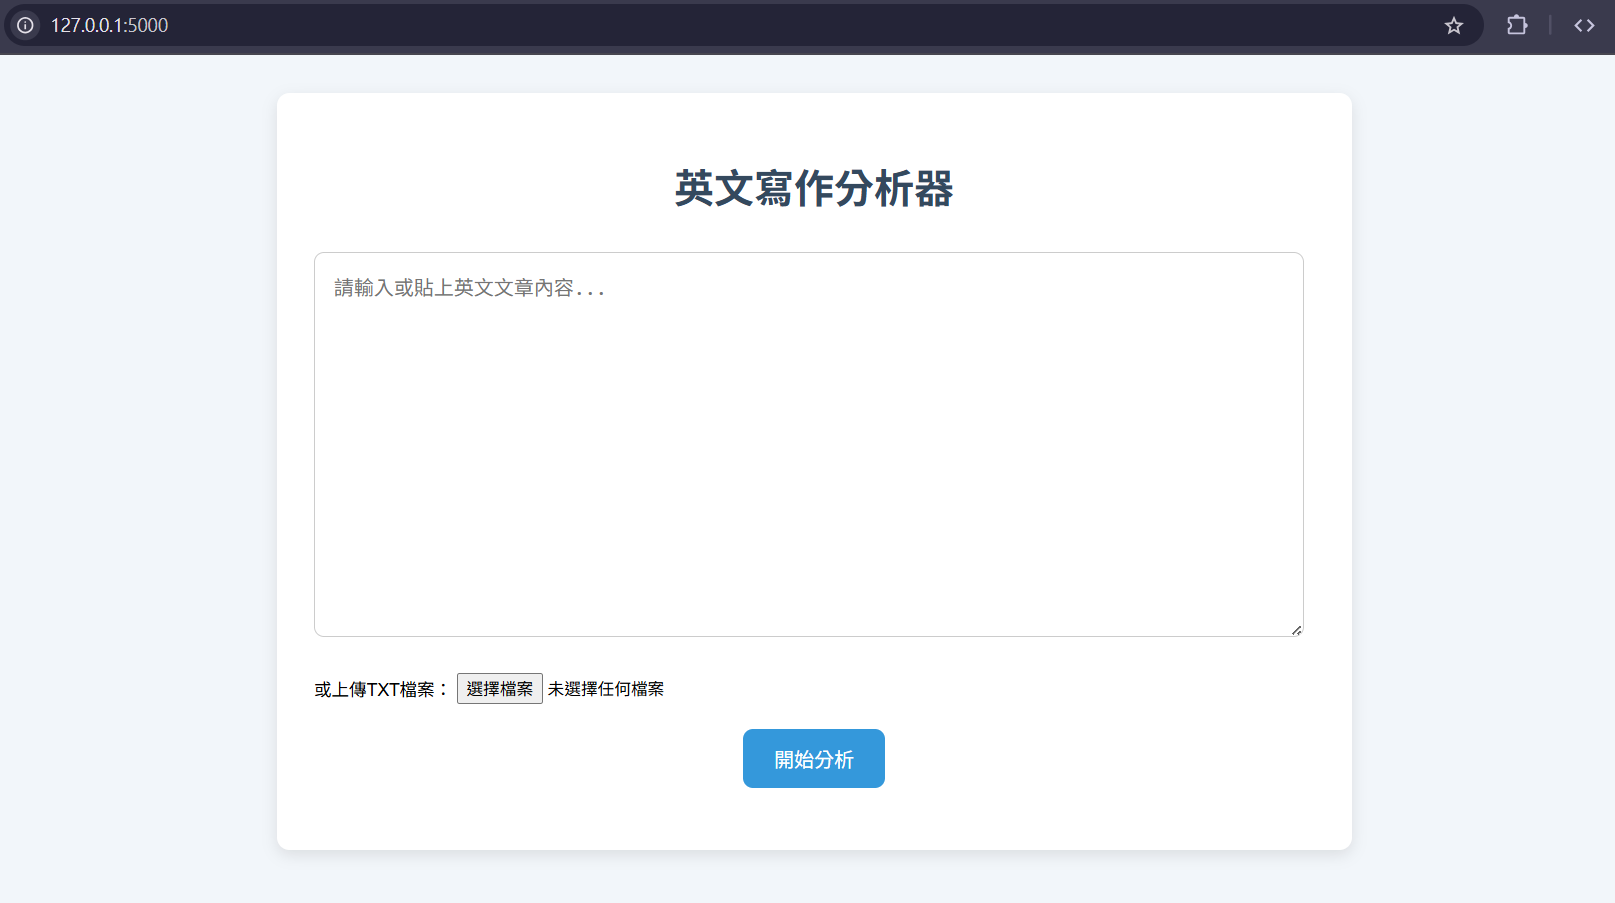 127.0.0.1:5000
英文寫作分析器
請輸入或貼上英文文章內容...
或上傳TXT檔案： 選擇檔案 未選擇任何檔案
開始分析